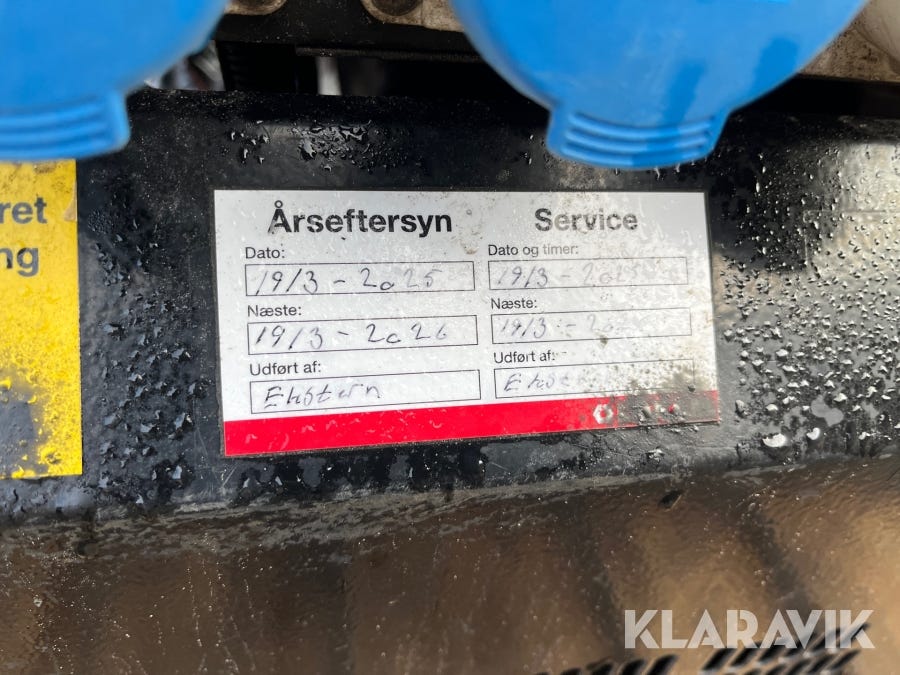 ret
ng
Årseftersyn
Dato:
19/3-2025
Næste:
19/3-2026
Udført af:
Ekstern
Service
Dato og timer:
19/3-2025
Næste:
19/3-
Udført af:
KLARAVIK